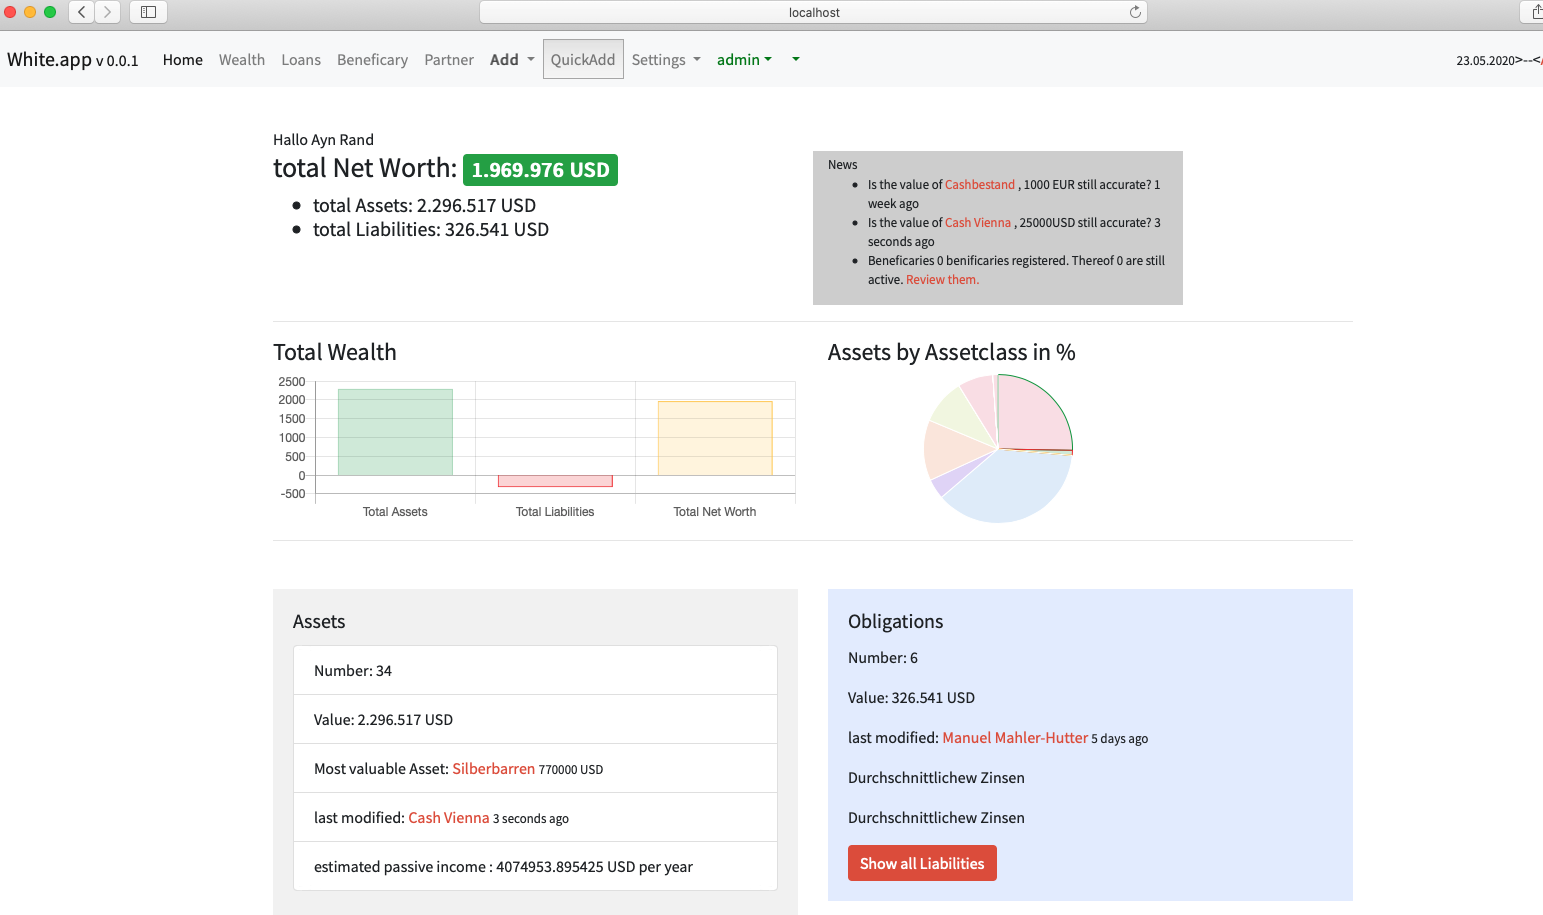 localhost
White.app v 0.0.1 Home Wealth Loans Beneficary Partner Add QuickAdd Settings admin 23.05.2020>--<
Hallo Ayn Rand
total Net Worth: 1.969.976 USD
total Assets: 2.296.517 USD
total Liabilities: 326.541 USD
News
Is the value of Cashbestand , 1000 EUR still accurate? 1
week ago
Is the value of Cash Vienna , 25000USD still accurate? 3
seconds ago
Beneficaries 0 benificaries registered. Thereof 0 are still
active. Review them.
Total Wealth
2500
2000
1500
1000
500
0
-500
Total Assets Total Liabilities Total Net Worth
Assets by Assetclass in %
Assets
Number: 34
Value: 2.296.517 USD
Most valuable Asset: Silberbarren 770000 USD
last modified: Cash Vienna 3 seconds ago
estimated passive income : 4074953.895425 USD per year
Obligations
Number: 6
Value: 326.541 USD
last modified: Manuel Mahler-Hutter 5 days ago
Durchschnittlichew Zinsen
Durchschnittlichew Zinsen
Show all Liabilities